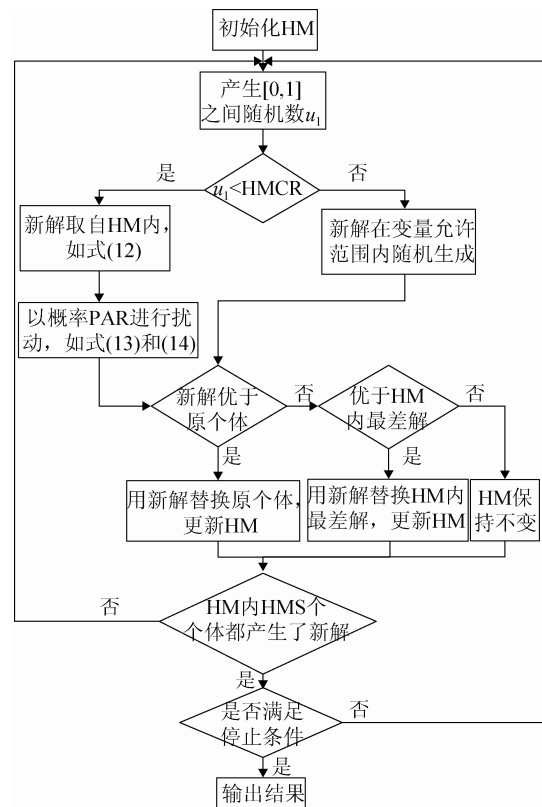 初始化HM
产生[0,1]
之间随机数u₁
u₁<HMCR
是
否
新解取自HM内，
如式(12)
新解在变量允许
范围内随机生成
以概率PAR进行扰
动，如式(13)和(14)
新解优于
原个体
否
优于HM
内最差解
否
是
是
用新解替换原个体，
更新HM
用新解替换HM内
最差解，更新HM
HM保
持不变
HM内HMS个
个体都产生了新解
否
是
是否满足
停止条件
否
是
输出结果